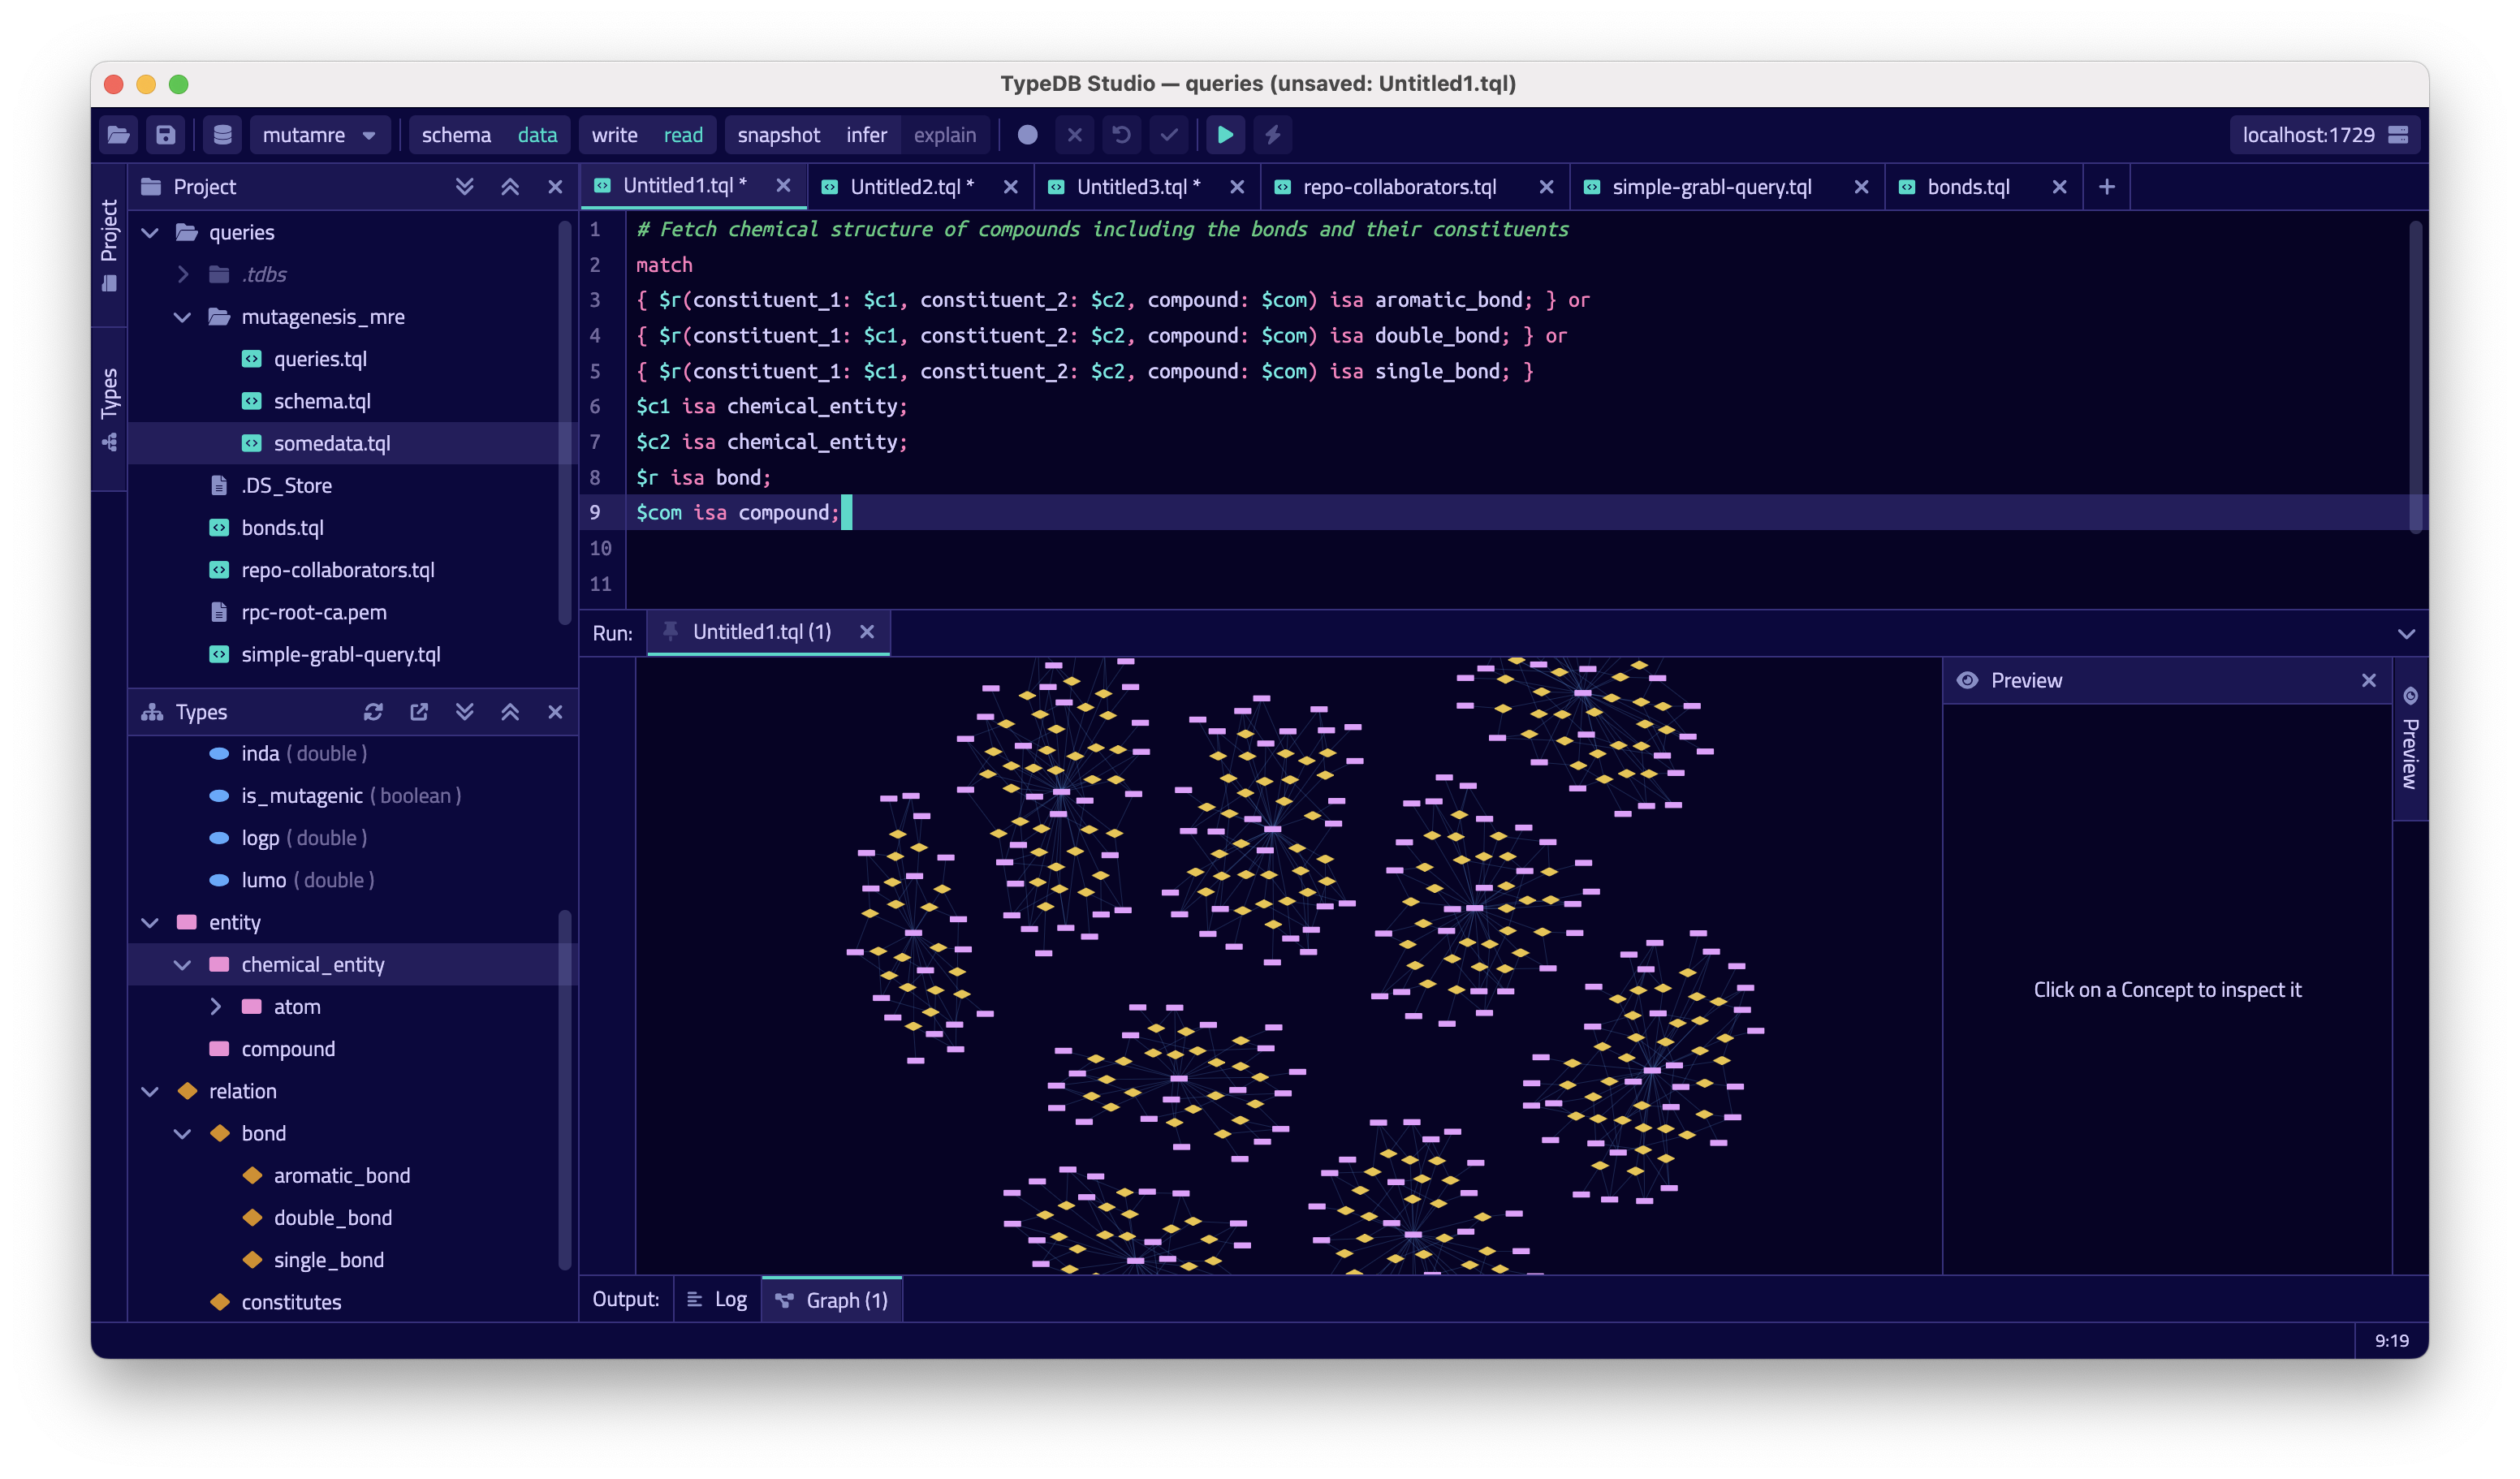 TypeDB Studio — queries (unsaved: Untitled1.tql)
mutamre schema data write read snapshot infer explain localhost:1729
Project
Types
Project
queries
.tdbs
mutagenesis_mre
queries.tql
schema.tql
somedata.tql
.DS_Store
bonds.tql
repo-collaborators.tql
rpc-root-ca.pem
simple-grabl-query.tql
Types
inda ( double )
is_mutagenic ( boolean )
logp ( double )
lumo ( double )
entity
chemical_entity
atom
compound
relation
bond
aromatic_bond
double_bond
single_bond
constitutes
Untitled1.tql * Untitled2.tql * Untitled3.tql * repo-collaborators.tql simple-grabl-query.tql bonds.tql
1 # Fetch chemical structure of compounds including the bonds and their constituents
2 match
3 { $r(constituent_1: $c1, constituent_2: $c2, compound: $com) isa aromatic_bond; } or
4 { $r(constituent_1: $c1, constituent_2: $c2, compound: $com) isa double_bond; } or
5 { $r(constituent_1: $c1, constituent_2: $c2, compound: $com) isa single_bond; }
6 $c1 isa chemical_entity;
7 $c2 isa chemical_entity;
8 $r isa bond;
9 $com isa compound;
10
11
Run: Untitled1.tql (1)
Preview
Click on a Concept to inspect it
Preview
Output: Log Graph (1)
9:19